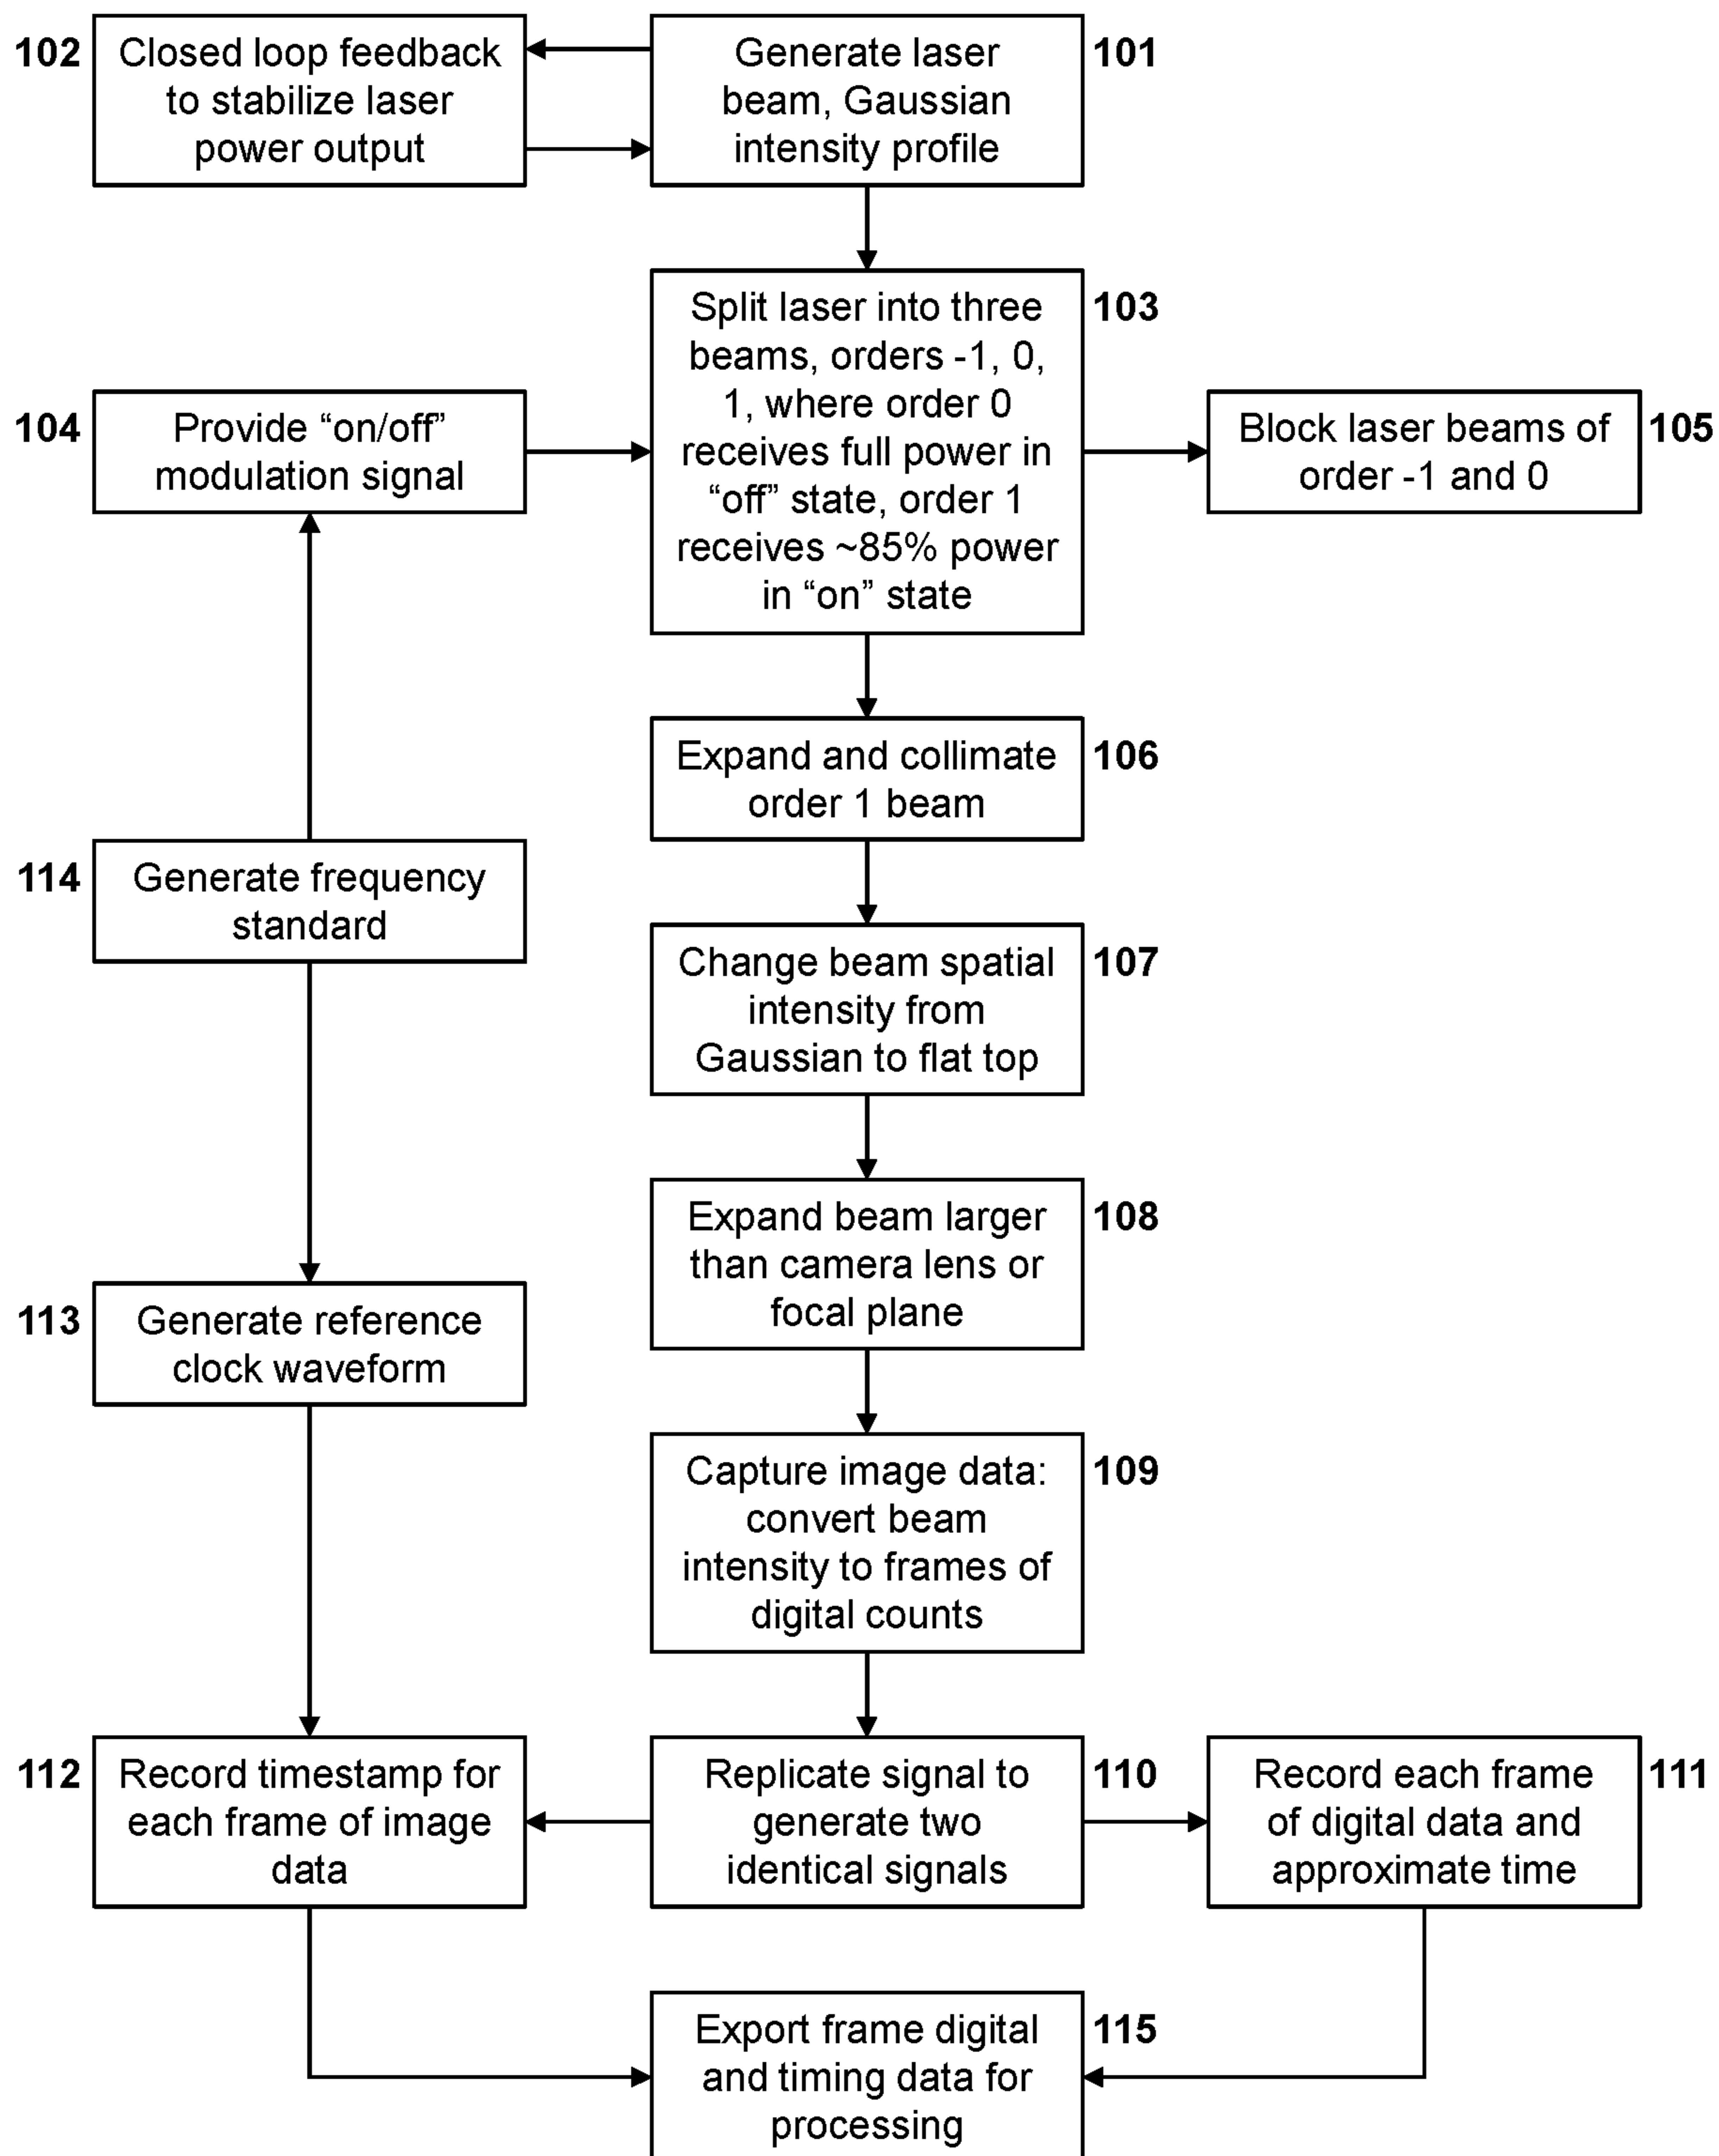 102
Closed loop feedback
to stabilize laser
power output
Generate laser
beam, Gaussian
intensity profile
101
Split laser into three
beams, orders -1, 0,
1, where order 0
receives full power in
“off” state, order 1
receives ~85% power
in “on” state
103
104
Provide “on/off”
modulation signal
Block laser beams of
order -1 and 0
105
Expand and collimate
order 1 beam
106
114
Generate frequency
standard
Change beam spatial
intensity from
Gaussian to flat top
107
Expand beam larger
than camera lens or
focal plane
108
113
Generate reference
clock waveform
Capture image data:
convert beam
intensity to frames of
digital counts
109
112
Record timestamp for
each frame of image
data
Replicate signal to
generate two
identical signals
110
Record each frame
of digital data and
approximate time
111
Export frame digital
and timing data for
processing
115